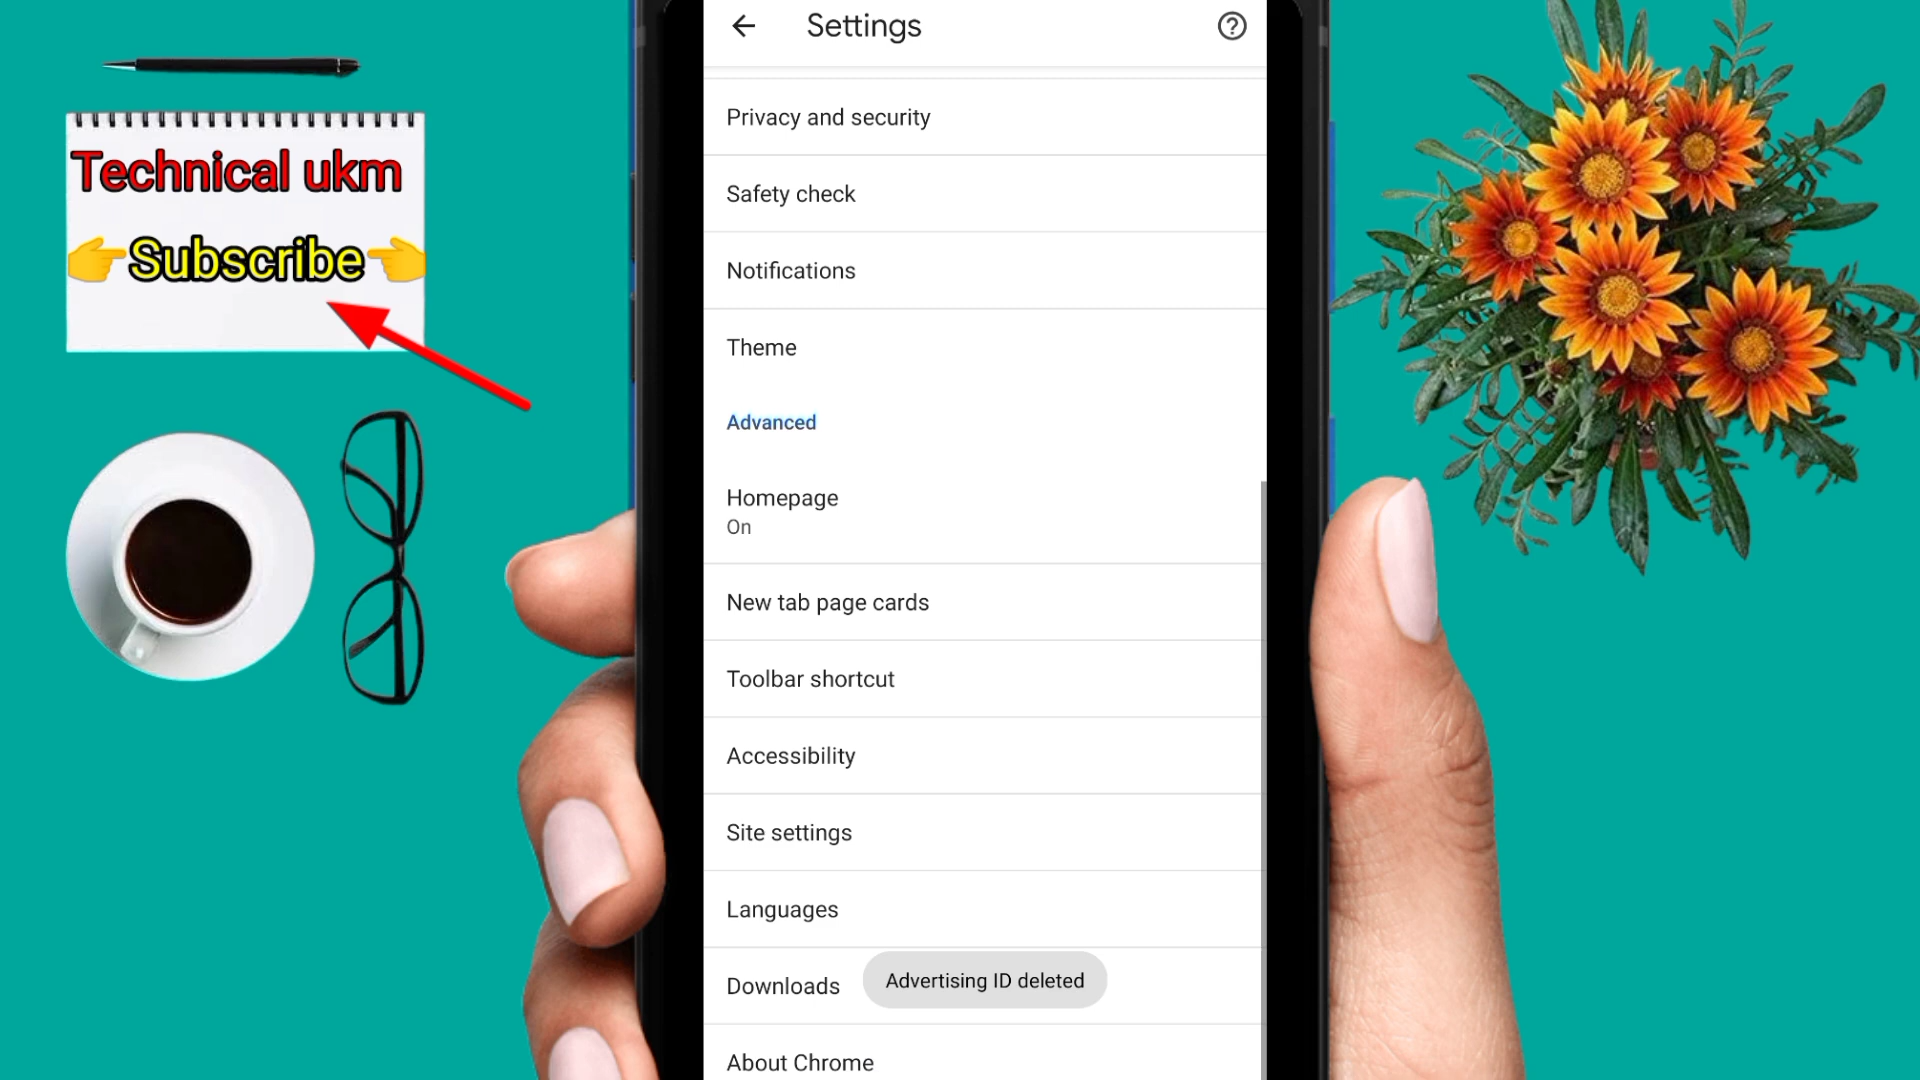 Technical ukm
👉Subscribe👈
Settings
Privacy and security
Safety check
Notifications
Theme
Advanced
Homepage
On
New tab page cards
Toolbar shortcut
Accessibility
Site settings
Languages
Downloads
Advertising ID deleted
About Chrome